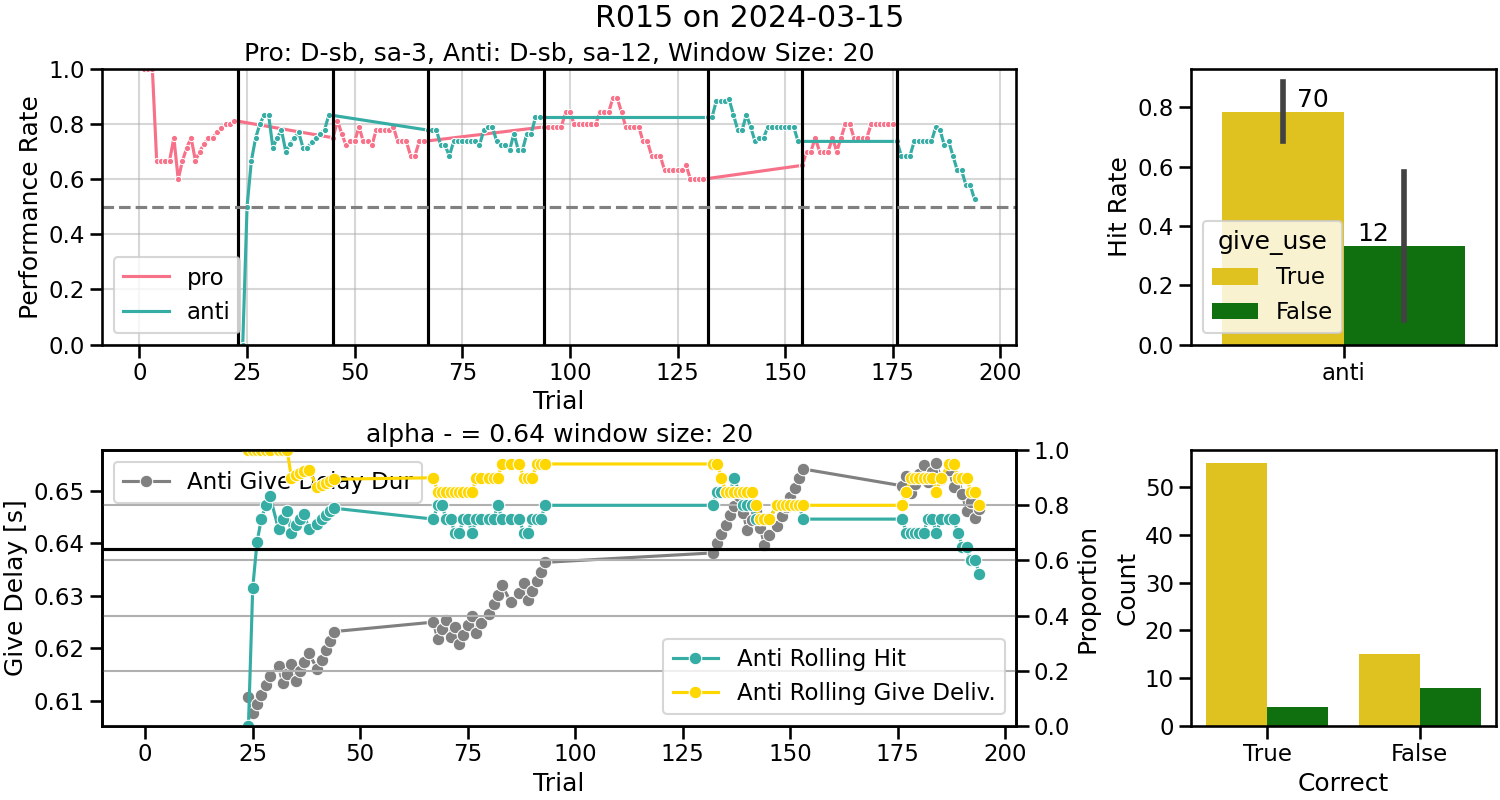 R015 on 2024-03-15
Pro: D-sb, sa-3, Anti: D-sb, sa-12, Window Size: 20
Performance Rate
1.0
0.8
0.6
0.4
0.2
0.0
pro
anti
0 25 50 75 100 125 150 175 200
Trial
Hit Rate
0.8
0.6
0.4
0.2
0.0
70
12
give_use
True
False
anti
alpha - = 0.64 window size: 20
Give Delay [s]
0.65
0.64
0.63
0.62
0.61
Anti Give Delay Dur
Anti Rolling Hit
Anti Rolling Give Deliv.
1.0
0.8
0.6
0.4
0.2
0.0
Proportion
0 25 50 75 100 125 150 175 200
Trial
Count
50
40
30
20
10
0
True False
Correct